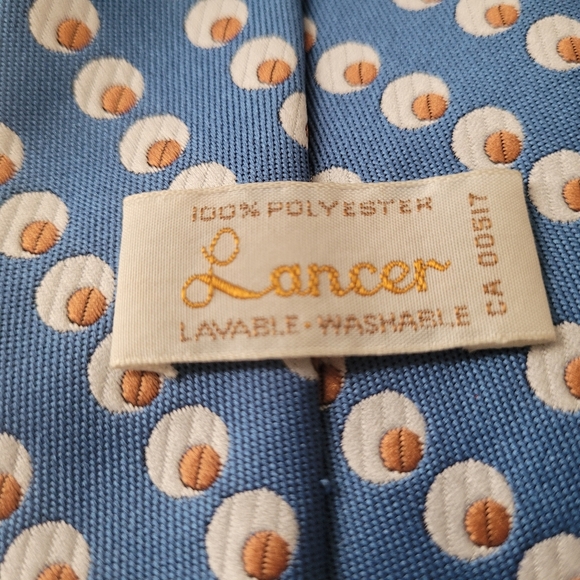 100% POLYESTER
Lancer
LAVABLE • WASHABLE
CA 00517